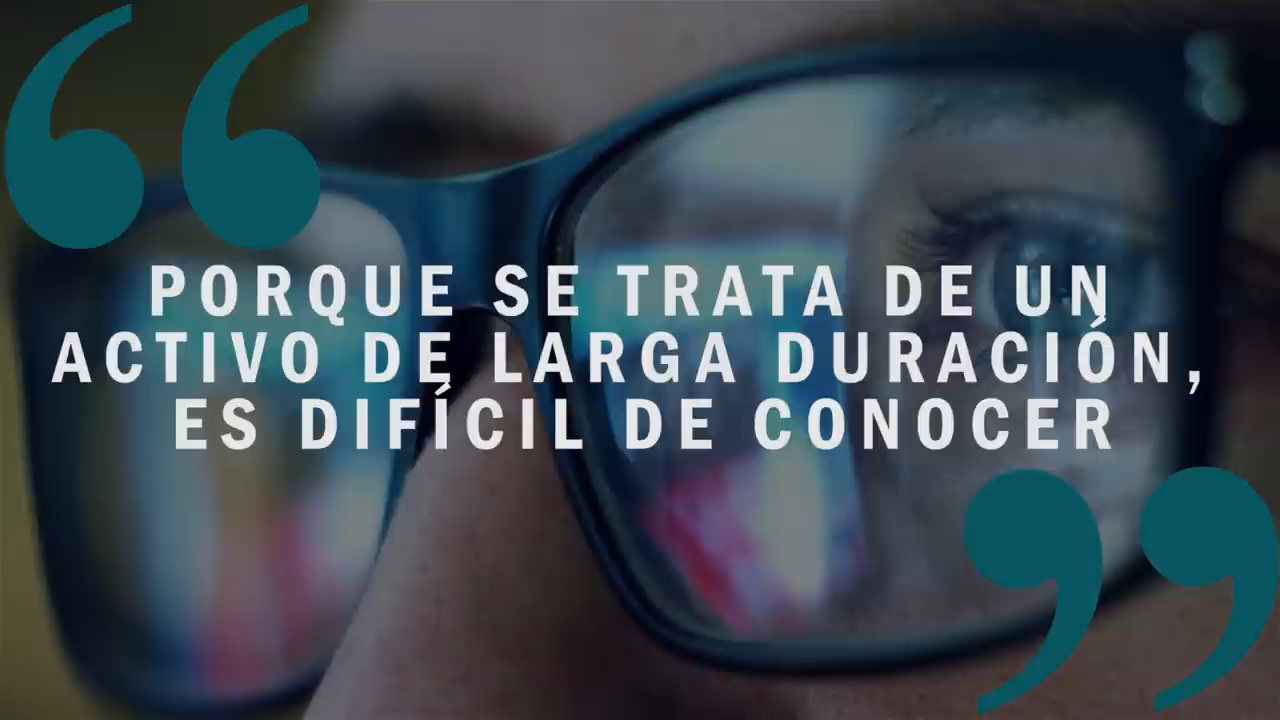 PORQUE SE TRATA DE UN
ACTIVO DE LARGA DURACIÓN,
ES DIFÍCIL DE CONOCER